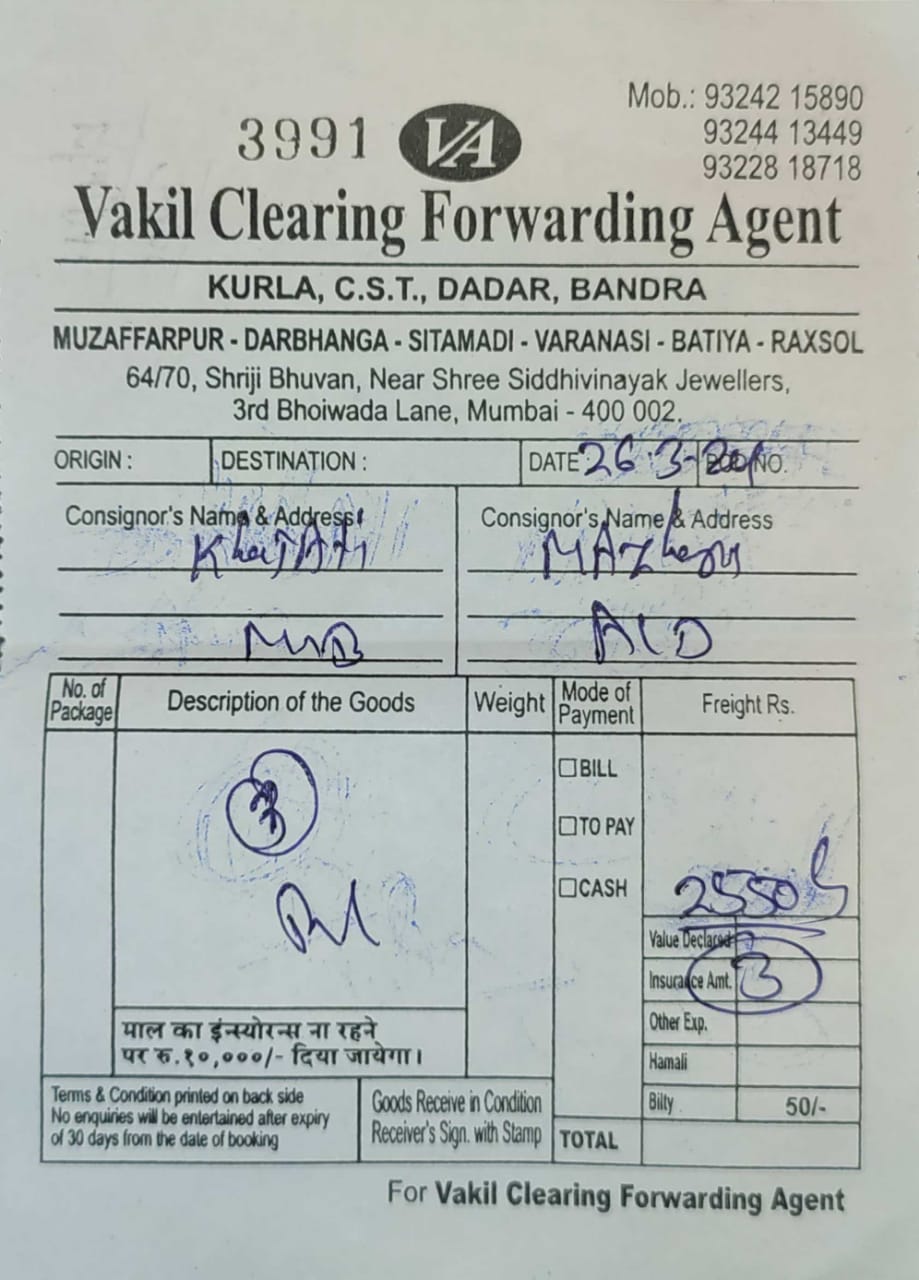 Mob.: 93242 15890
93244 13449
93228 18718
3991 VA
Vakil Clearing Forwarding Agent
KURLA, C.S.T., DADAR, BANDRA
MUZAFFARPUR - DARBHANGA - SITAMADI - VARANASI - BATIYA - RAXSOL
64/70, Shriji Bhuvan, Near Shree Siddhivinayak Jewellers,
3rd Bhoiwada Lane, Mumbai - 400 002.
ORIGIN : DESTINATION : DATE 26-3- NO.
Consignor's Name & Address Consignor's Name & Address
No. of Package Description of the Goods Weight Mode of Payment Freight Rs.
3
BILL
TO PAY
CASH 2550
Value Declared
Insurance Amt.
Other Exp.
Hamali
Bilty 50/-
माल का इंन्स्योरन्स ना रहने
पर रु.१०,०००/- दिया जायेगा।
Terms & Condition printed on back side
No enquiries will be entertained after expiry
of 30 days from the date of booking
Goods Receive in Condition
Receiver's Sign. with Stamp
TOTAL
For Vakil Clearing Forwarding Agent